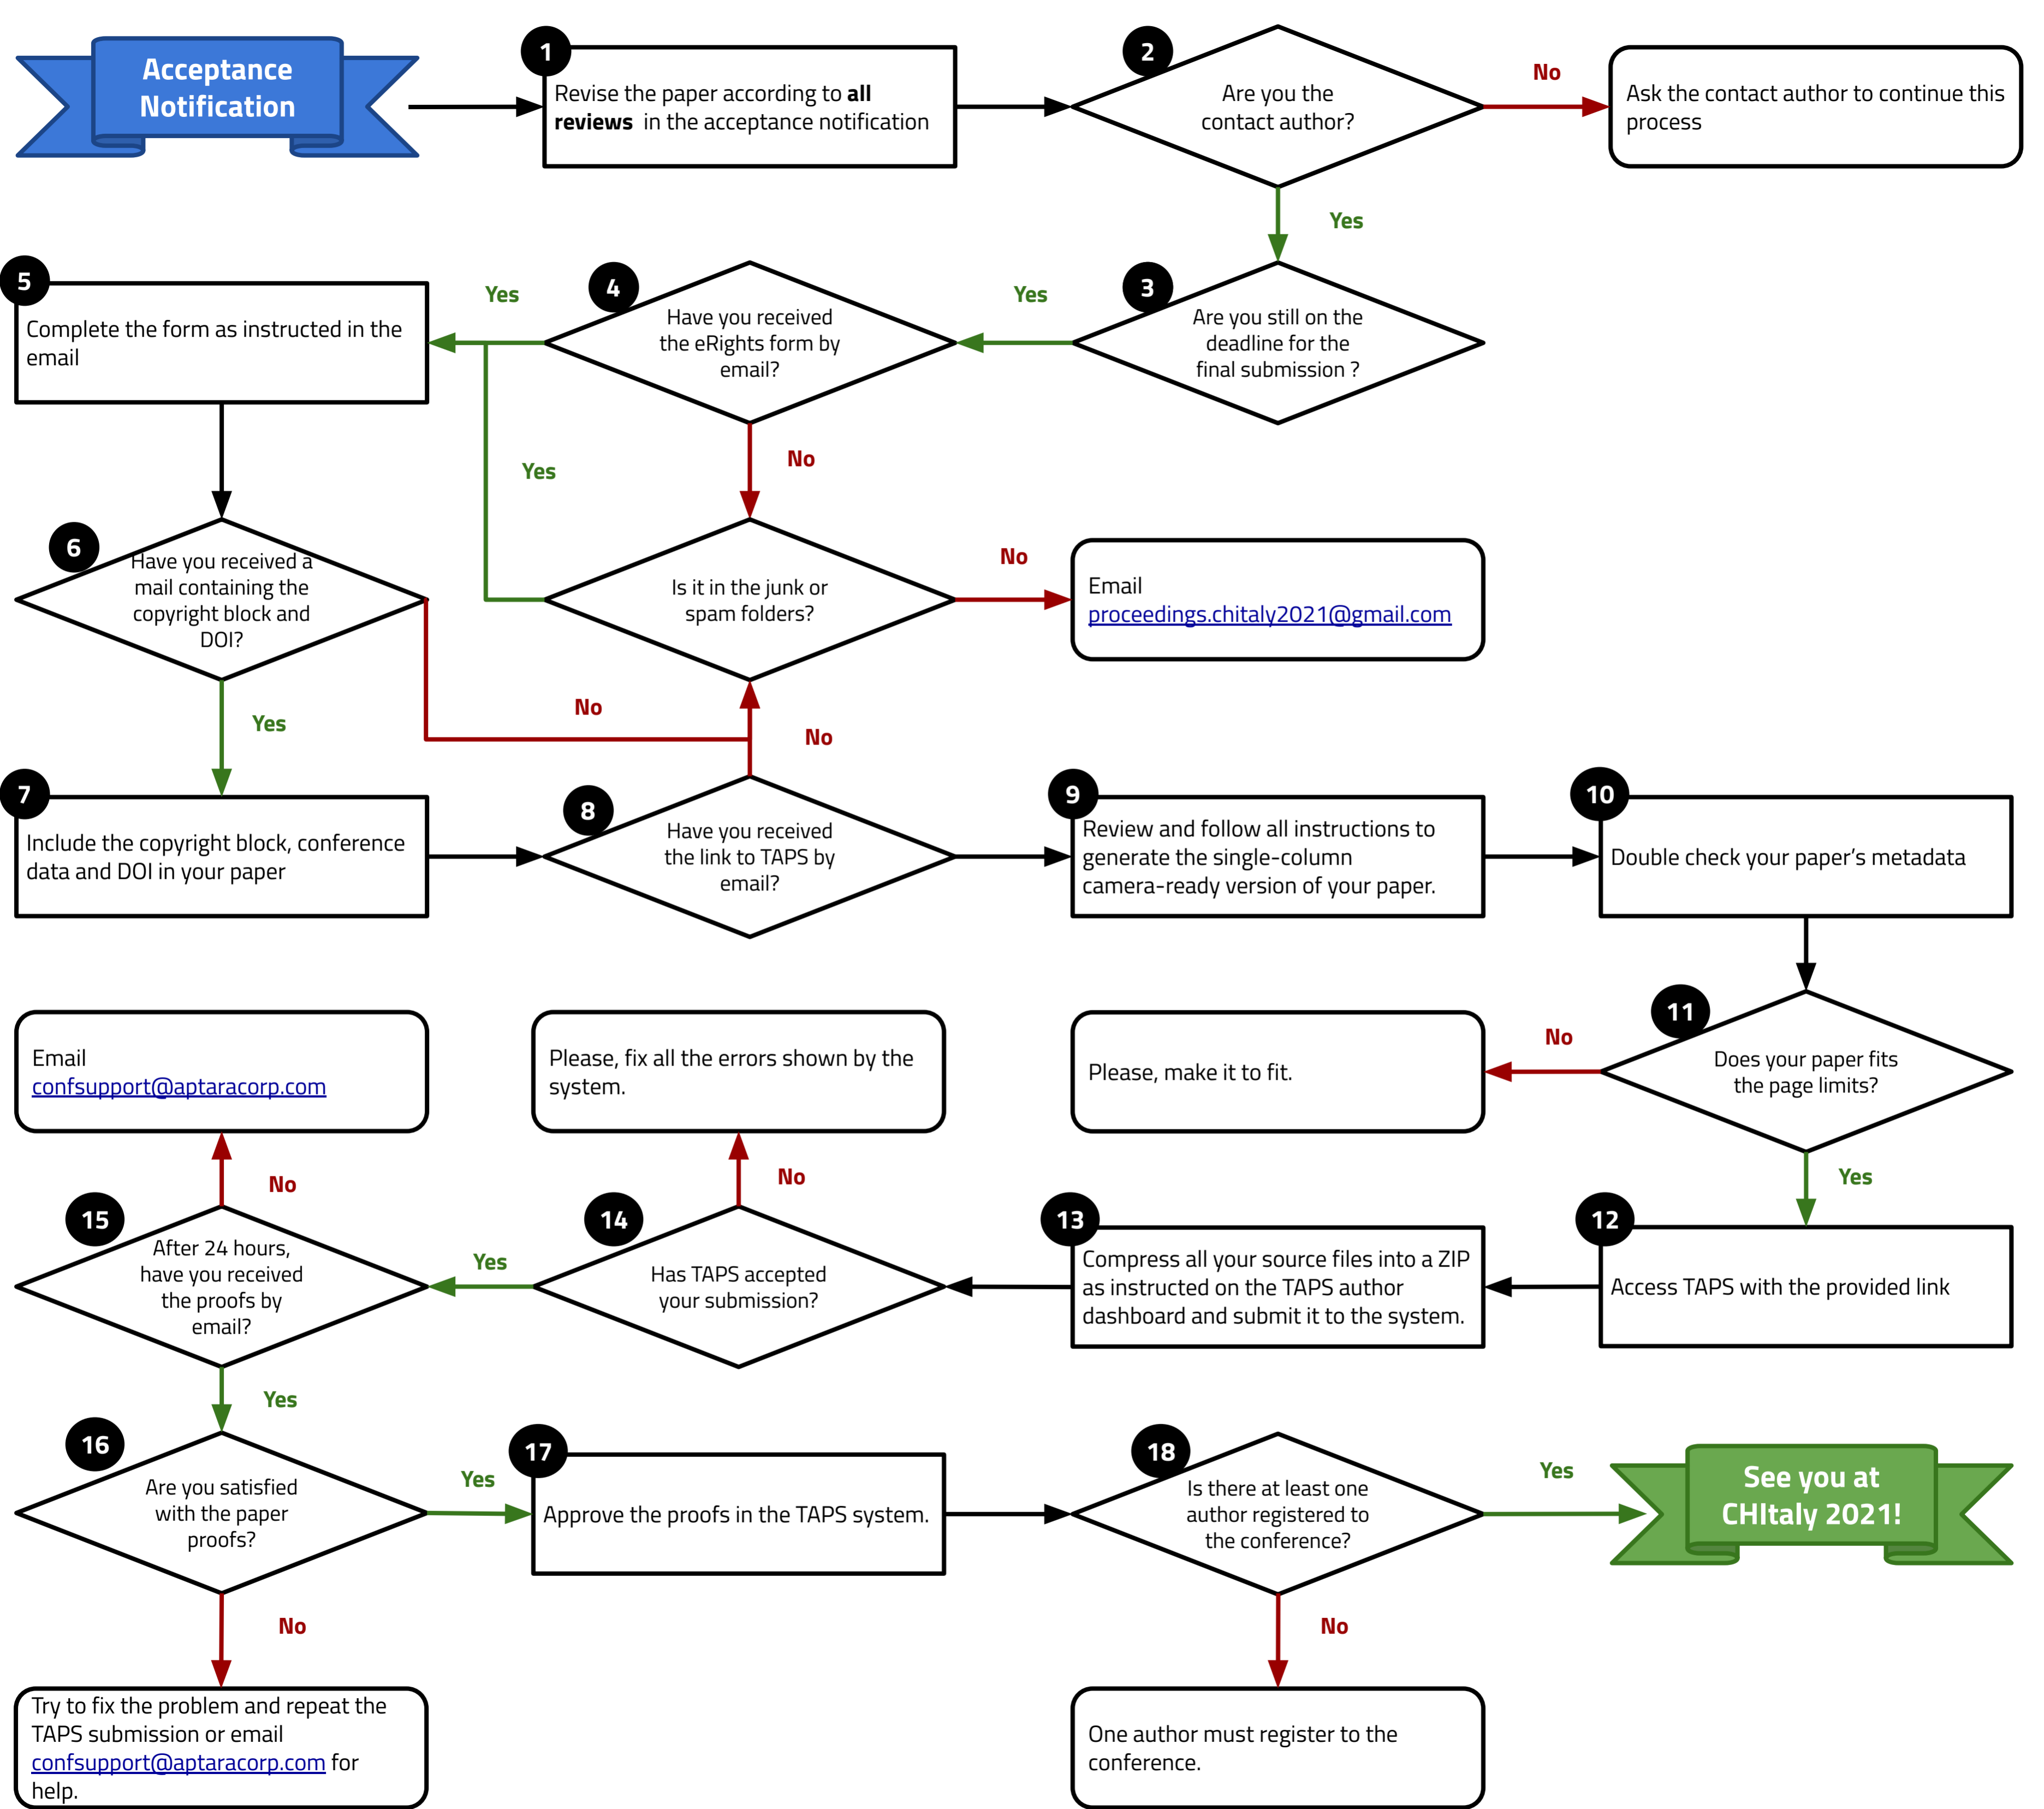 Acceptance
Notification
1
Revise the paper according to all
reviews in the acceptance notification
2
Are you the
contact author?
No
Ask the contact author to continue this
process
Yes
3
Are you still on the
deadline for the
final submission ?
Yes
4
Have you received
the eRights form by
email?
Yes
5
Complete the form as instructed in the
email
No
Yes
Is it in the junk or
spam folders?
No
Email
proceedings.chitaly2021@gmail.com
6
Have you received a
mail containing the
copyright block and
DOI?
No
Yes
7
Include the copyright block, conference
data and DOI in your paper
8
Have you received
the link to TAPS by
email?
No
9
Review and follow all instructions to
generate the single-column
camera-ready version of your paper.
10
Double check your paper's metadata
11
Does your paper fits
the page limits?
No
Please, make it to fit.
Yes
12
Access TAPS with the provided link
13
Compress all your source files into a ZIP
as instructed on the TAPS author
dashboard and submit it to the system.
14
Has TAPS accepted
your submission?
No
Please, fix all the errors shown by the
system.
Yes
15
After 24 hours,
have you received
the proofs by
email?
No
Email
confsupport@aptaracorp.com
Yes
16
Are you satisfied
with the paper
proofs?
No
Try to fix the problem and repeat the
TAPS submission or email
confsupport@aptaracorp.com for
help.
Yes
17
Approve the proofs in the TAPS system.
18
Is there at least one
author registered to
the conference?
No
One author must register to the
conference.
Yes
See you at
CHItaly 2021!